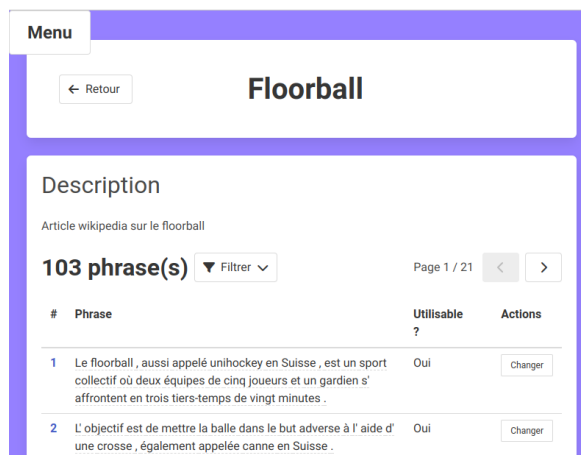 Menu
← Retour
Floorball
Description
Article wikipedia sur le floorball
103 phrase(s) Filtrer Page 1 / 21 < >
# Phrase Utilisable ? Actions
1 Le floorball , aussi appelé unihockey en Suisse , est un sport Oui Changer
collectif où deux équipes de cinq joueurs et un gardien s'
affrontent en trois tiers-temps de vingt minutes .
2 L' objectif est de mettre la balle dans le but adverse à l' aide d' Oui Changer
une crosse , également appelée canne en Suisse .